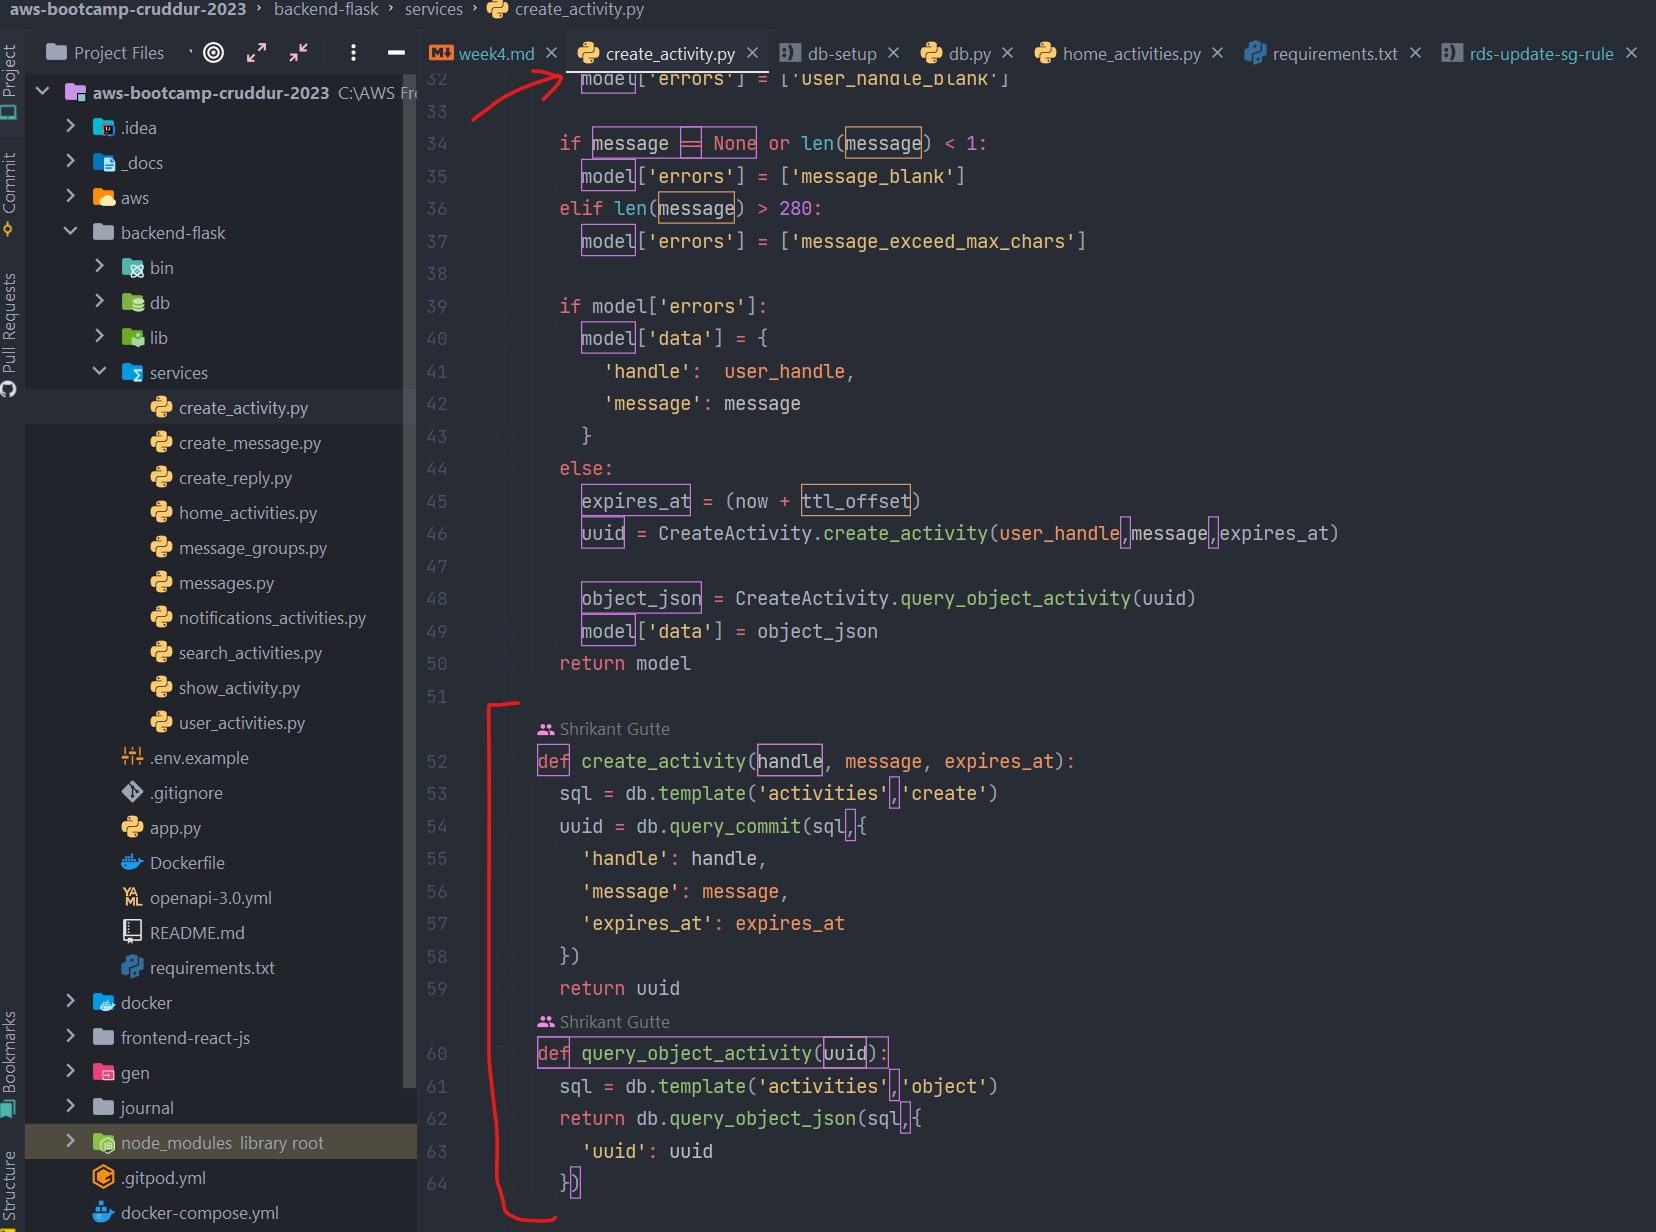 aws-bootcamp-cruddur-2023 › backend-flask › services › create_activity.py
Project Files
week4.md
create_activity.py
db-setup
db.py
home_activities.py
requirements.txt
rds-update-sg-rule
Project
Commit
Pull Requests
Bookmarks
Structure
aws-bootcamp-cruddur-2023 C:\AWS Fre
.idea
_docs
aws
backend-flask
bin
db
lib
services
create_activity.py
create_message.py
create_reply.py
home_activities.py
message_groups.py
messages.py
notifications_activities.py
search_activities.py
show_activity.py
user_activities.py
.env.example
.gitignore
app.py
Dockerfile
openapi-3.0.yml
README.md
requirements.txt
docker
frontend-react-js
gen
journal
node_modules library root
.gitpod.yml
docker-compose.yml
32 model['errors'] = ['user_handle_blank']
33
34 if message == None or len(message) < 1:
35 model['errors'] = ['message_blank']
36 elif len(message) > 280:
37 model['errors'] = ['message_exceed_max_chars']
38
39 if model['errors']:
40 model['data'] = {
41 'handle': user_handle,
42 'message': message
43 }
44 else:
45 expires_at = (now + ttl_offset)
46 uuid = CreateActivity.create_activity(user_handle,message,expires_at)
47
48 object_json = CreateActivity.query_object_activity(uuid)
49 model['data'] = object_json
50 return model
51
Shrikant Gutte
52 def create_activity(handle, message, expires_at):
53 sql = db.template('activities','create')
54 uuid = db.query_commit(sql,{
55 'handle': handle,
56 'message': message,
57 'expires_at': expires_at
58 })
59 return uuid
Shrikant Gutte
60 def query_object_activity(uuid):
61 sql = db.template('activities','object')
62 return db.query_object_json(sql,{
63 'uuid': uuid
64 })